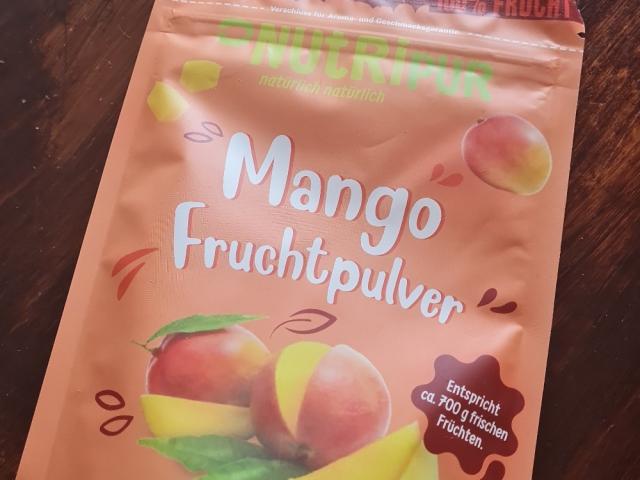 100% FRUCHT
Verschluss für Aroma- und Geschmacksgarantie
NUtRiPUR
natürlich natürlich
Mango
Fruchtpulver
Entspricht
ca. 700 g frischen
Früchten.